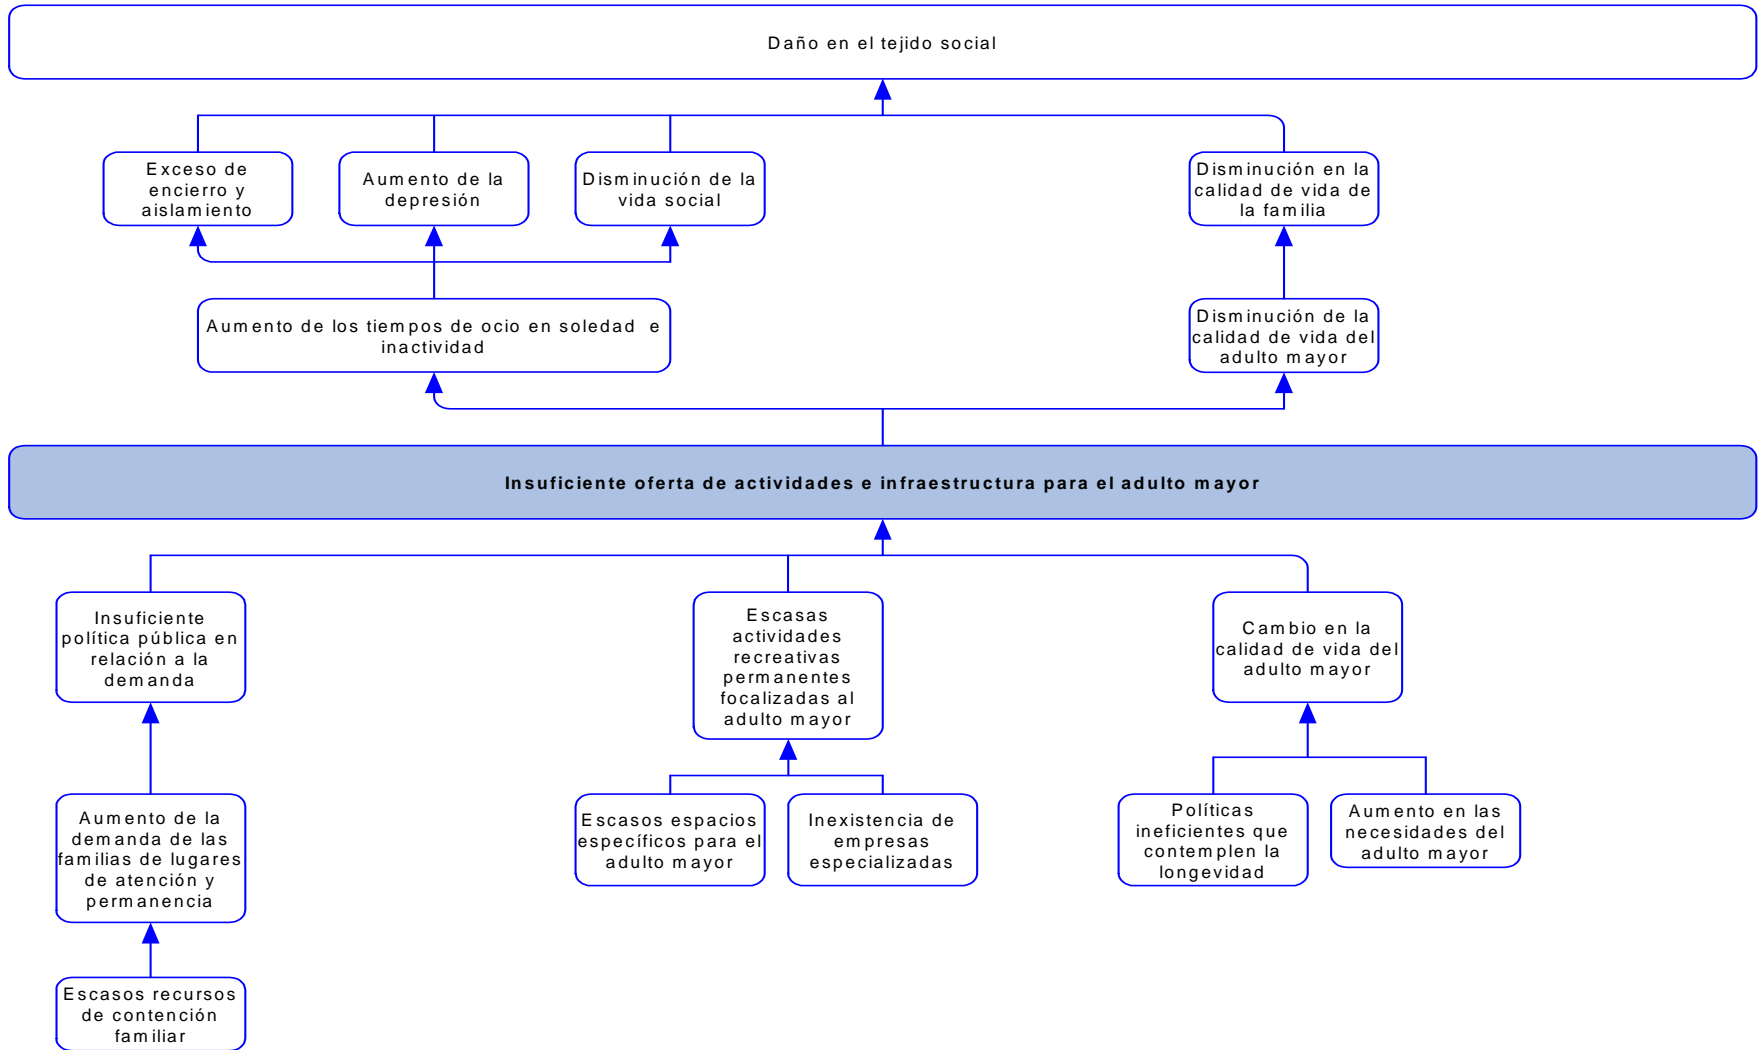 Daño en el tejido social
Exceso de
encierro y
aislamiento
Aumento de la
depresión
Disminución de la
vida social
Disminución en la
calidad de vida de
la familia
Aumento de los tiempos de ocio en soledad e
inactividad
Disminución de la
calidad de vida del
adulto mayor
Insuficiente oferta de actividades e infraestructura para el adulto mayor
Insuficiente
política pública en
relación a la
demanda
Escasas
actividades
recreativas
permanentes
focalizadas al
adulto mayor
Cambio en la
calidad de vida del
adulto mayor
Aumento de la
demanda de las
familias de lugares
de atención y
permanencia
Escasos espacios
específicos para el
adulto mayor
Inexistencia de
empresas
especializadas
Políticas
ineficientes que
contemplen la
longevidad
Aumento en las
necesidades del
adulto mayor
Escasos recursos
de contención
familiar